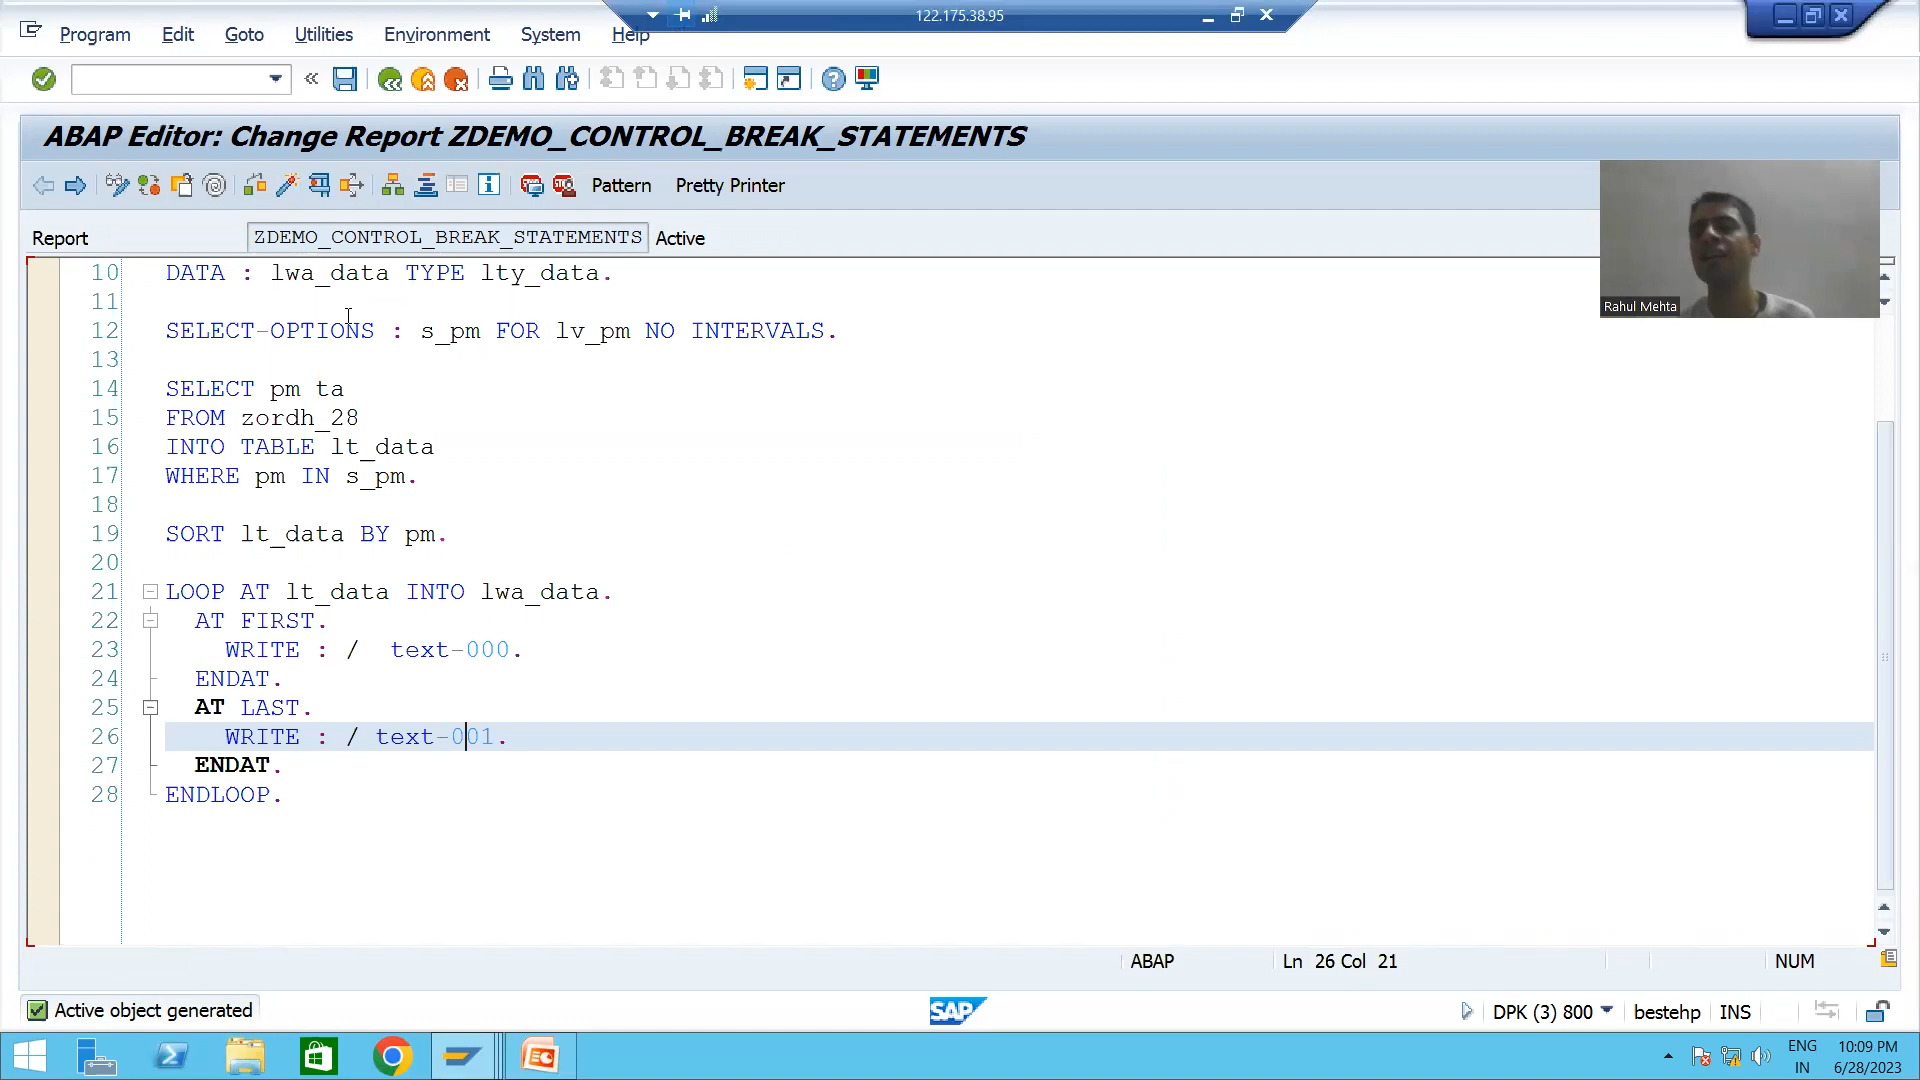 122.175.38.95
Program Edit Goto Utilities Environment System Help
ABAP Editor: Change Report ZDEMO_CONTROL_BREAK_STATEMENTS
Pattern Pretty Printer
Report ZDEMO_CONTROL_BREAK_STATEMENTS Active
Rahul Mehta
10 DATA : lwa_data TYPE lty_data.
11
12 SELECT-OPTIONS : s_pm FOR lv_pm NO INTERVALS.
13
14 SELECT pm ta
15 FROM zordh_28
16 INTO TABLE lt_data
17 WHERE pm IN s_pm.
18
19 SORT lt_data BY pm.
20
21 LOOP AT lt_data INTO lwa_data.
22 AT FIRST.
23 WRITE : / text-000.
24 ENDAT.
25 AT LAST.
26 WRITE : / text-001.
27 ENDAT.
28 ENDLOOP.
ABAP Ln 26 Col 21 NUM
Active object generated SAP DPK (3) 800 bestehp INS
ENG 10:09 PM
IN 6/28/2023